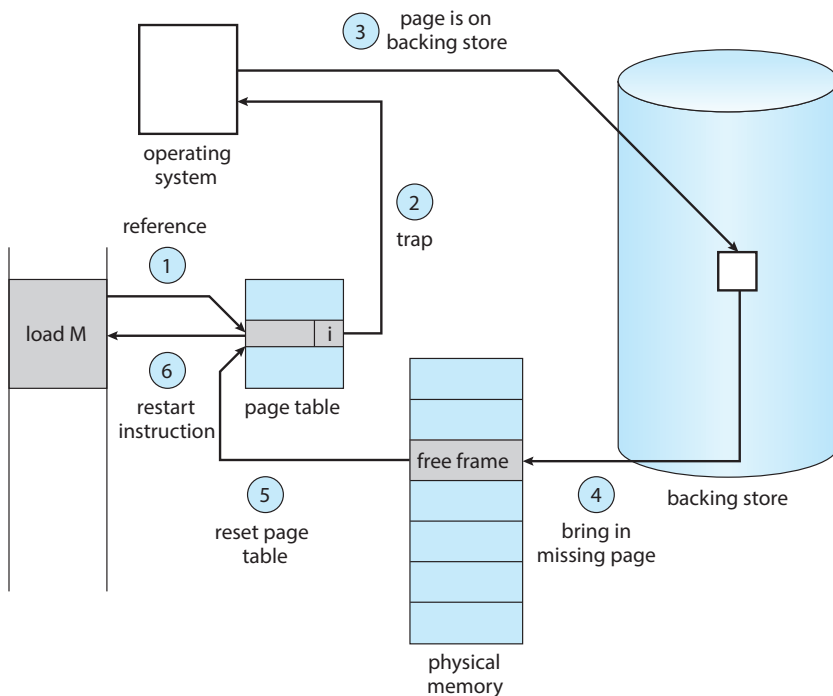 3
page is on
backing store
operating
system
2
trap
reference
1
load M
i
6
restart
instruction
page table
free frame
5
reset page
table
4
bring in
missing page
backing store
physical
memory